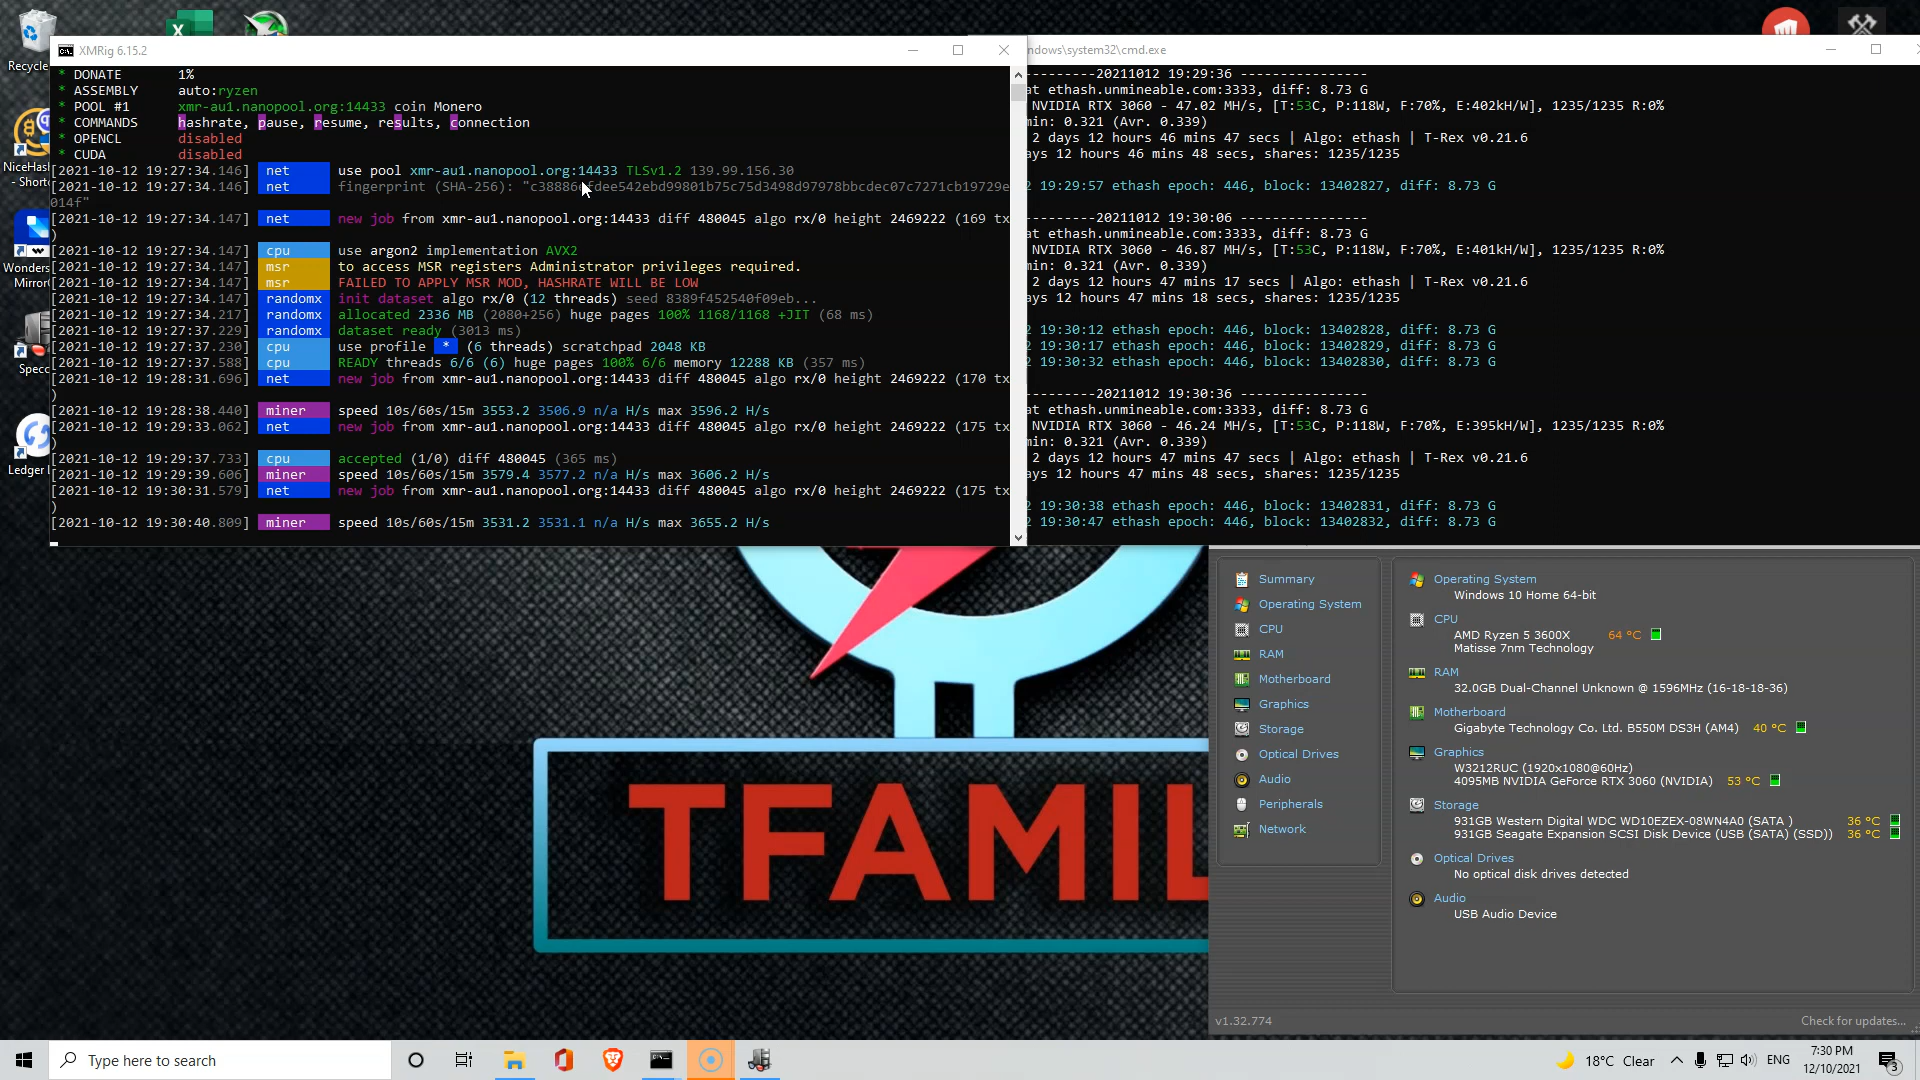 Recycle
XMRig 6.15.2
* DONATE 1%
* ASSEMBLY auto:ryzen
* POOL #1 xmr-au1.nanopool.org:14433 coin Monero
* COMMANDS hashrate, pause, resume, results, connection
* OPENCL disabled
* CUDA disabled
[2021-10-12 19:27:34.146] net use pool xmr-au1.nanopool.org:14433 TLSv1.2 139.99.156.30
[2021-10-12 19:27:34.146] net fingerprint (SHA-256):
014f"
[2021-10-12 19:27:34.147] net new job from xmr-au1.nanopool.org:14433 diff 480045 algo rx/0 height 2469222 (169 tx
)
[2021-10-12 19:27:34.147] cpu use argon2 implementation AVX2
[2021-10-12 19:27:34.147] msr to access MSR registers Administrator privileges required.
[2021-10-12 19:27:34.147] msr FAILED TO APPLY MSR MOD, HASHRATE WILL BE LOW
[2021-10-12 19:27:34.147] randomx init dataset algo rx/0 (12 threads) seed 8389f452540f09eb...
[2021-10-12 19:27:34.217] randomx allocated 2336 MB (2080+256) huge pages 100% 1168/1168 +JIT (68 ms)
[2021-10-12 19:27:37.229] randomx dataset ready (3013 ms)
[2021-10-12 19:27:37.230] cpu use profile * (6 threads) scratchpad 2048 KB
[2021-10-12 19:27:37.588] cpu READY threads 6/6 (6) huge pages 100% 6/6 memory 12288 KB (357 ms)
[2021-10-12 19:28:31.696] net new job from xmr-au1.nanopool.org:14433 diff 480045 algo rx/0 height 2469222 (170 tx
)
[2021-10-12 19:28:38.440] miner speed 10s/60s/15m 3553.2 3506.9 n/a H/s max 3596.2 H/s
[2021-10-12 19:29:33.062] net new job from xmr-au1.nanopool.org:14433 diff 480045 algo rx/0 height 2469222 (175 tx
)
[2021-10-12 19:29:37.733] cpu accepted (1/0) diff 480045 (365 ms)
[2021-10-12 19:29:39.606] miner speed 10s/60s/15m 3579.4 3577.2 n/a H/s max 3606.2 H/s
[2021-10-12 19:30:31.579] net new job from xmr-au1.nanopool.org:14433 diff 480045 algo rx/0 height 2469222 (175 tx
)
[2021-10-12 19:30:40.809] miner speed 10s/60s/15m 3531.2 3531.1 n/a H/s max 3655.2 H/s
NiceHas
- Short
Wonders
Mirror
Specc
Ledger L
ndows\system32\cmd.exe
---------20211012 19:29:36 ----------------
at ethash.unmineable.com:3333, diff: 8.73 G
NVIDIA RTX 3060 - 47.02 MH/s, [T:53C, P:118W, F:70%, E:402kH/W], 1235/1235 R:0%
min: 0.321 (Avr. 0.339)
2 days 12 hours 46 mins 47 secs | Algo: ethash | T-Rex v0.21.6
ays 12 hours 46 mins 48 secs, shares: 1235/1235
2 19:29:57 ethash epoch: 446, block: 13402827, diff: 8.73 G
---------20211012 19:30:06 ----------------
at ethash.unmineable.com:3333, diff: 8.73 G
NVIDIA RTX 3060 - 46.87 MH/s, [T:53C, P:118W, F:70%, E:401kH/W], 1235/1235 R:0%
min: 0.321 (Avr. 0.339)
2 days 12 hours 47 mins 17 secs | Algo: ethash | T-Rex v0.21.6
ays 12 hours 47 mins 18 secs, shares: 1235/1235
2 19:30:12 ethash epoch: 446, block: 13402828, diff: 8.73 G
2 19:30:17 ethash epoch: 446, block: 13402829, diff: 8.73 G
2 19:30:32 ethash epoch: 446, block: 13402830, diff: 8.73 G
---------20211012 19:30:36 ----------------
at ethash.unmineable.com:3333, diff: 8.73 G
NVIDIA RTX 3060 - 46.24 MH/s, [T:53C, P:118W, F:70%, E:395kH/W], 1235/1235 R:0%
min: 0.321 (Avr. 0.339)
2 days 12 hours 47 mins 47 secs | Algo: ethash | T-Rex v0.21.6
ays 12 hours 47 mins 48 secs, shares: 1235/1235
2 19:30:38 ethash epoch: 446, block: 13402831, diff: 8.73 G
2 19:30:47 ethash epoch: 446, block: 13402832, diff: 8.73 G
TFAMIL
Summary
Operating System
CPU
RAM
Motherboard
Graphics
Storage
Optical Drives
Audio
Peripherals
Network
Operating System
Windows 10 Home 64-bit
CPU
AMD Ryzen 5 3600X 64 °C
Matisse 7nm Technology
RAM
32.0GB Dual-Channel Unknown @ 1596MHz (16-18-18-36)
Motherboard
Gigabyte Technology Co. Ltd. B550M DS3H (AM4) 40 °C
Graphics
W3212RUC (1920x1080@60Hz)
4095MB NVIDIA GeForce RTX 3060 (NVIDIA) 53 °C
Storage
931GB Western Digital WDC WD10EZEX-08WN4A0 (SATA ) 36 °C
931GB Seagate Expansion SCSI Disk Device (USB (SATA) (SSD)) 36 °C
Optical Drives
No optical disk drives detected
Audio
USB Audio Device
v1.32.774
Check for updates...
Type here to search
18°C Clear
ENG
7:30 PM
12/10/2021
3